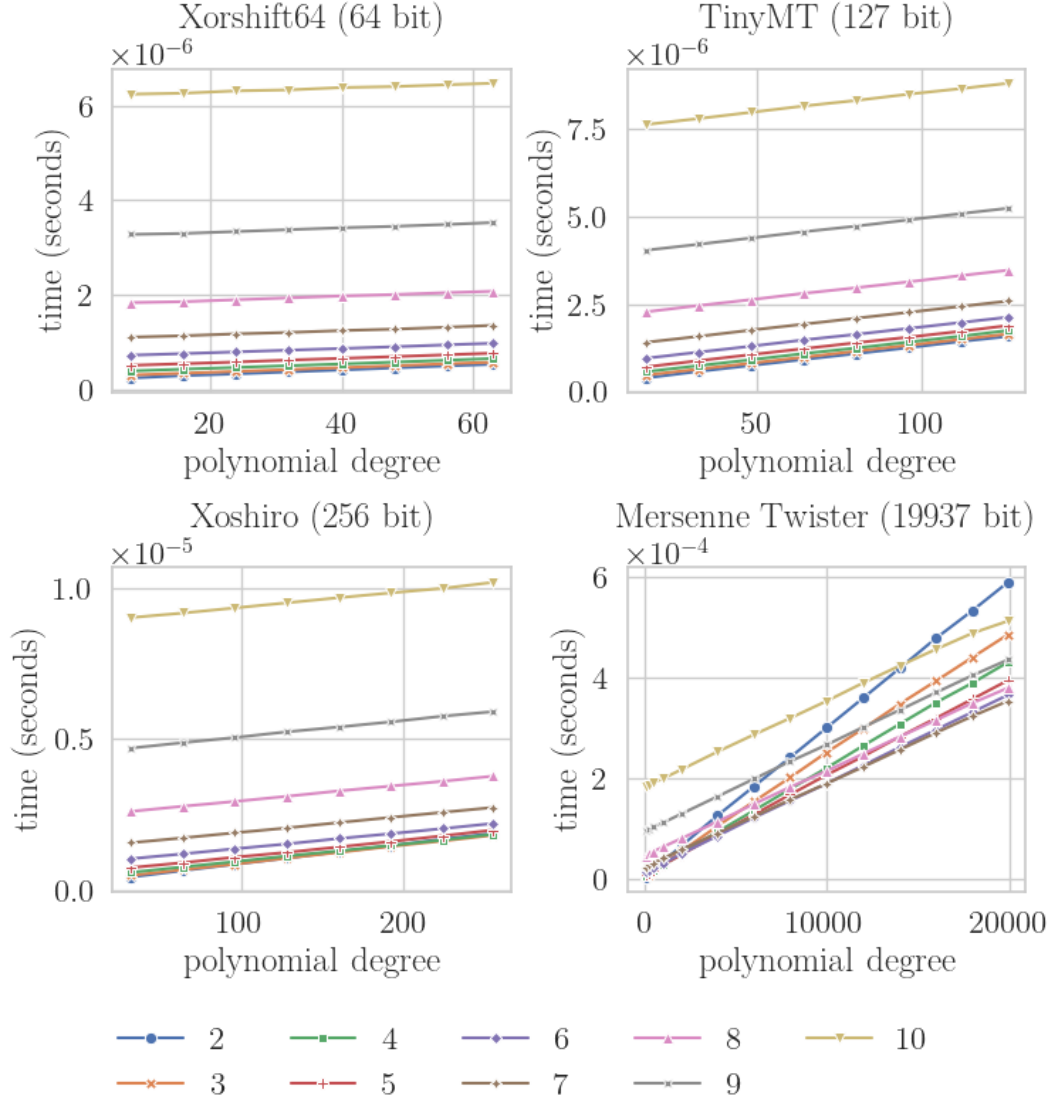 Xorshift64 (64 bit)
×10⁻⁶
6
4
2
0
time (seconds)
20 40 60
polynomial degree
TinyMT (127 bit)
×10⁻⁶
7.5
5.0
2.5
0.0
time (seconds)
50 100
polynomial degree
Xoshiro (256 bit)
×10⁻⁵
1.0
0.5
0.0
time (seconds)
100 200
polynomial degree
Mersenne Twister (19937 bit)
×10⁻⁴
6
4
2
0
time (seconds)
0 10000 20000
polynomial degree
2 4 6 8 10
3 5 7 9